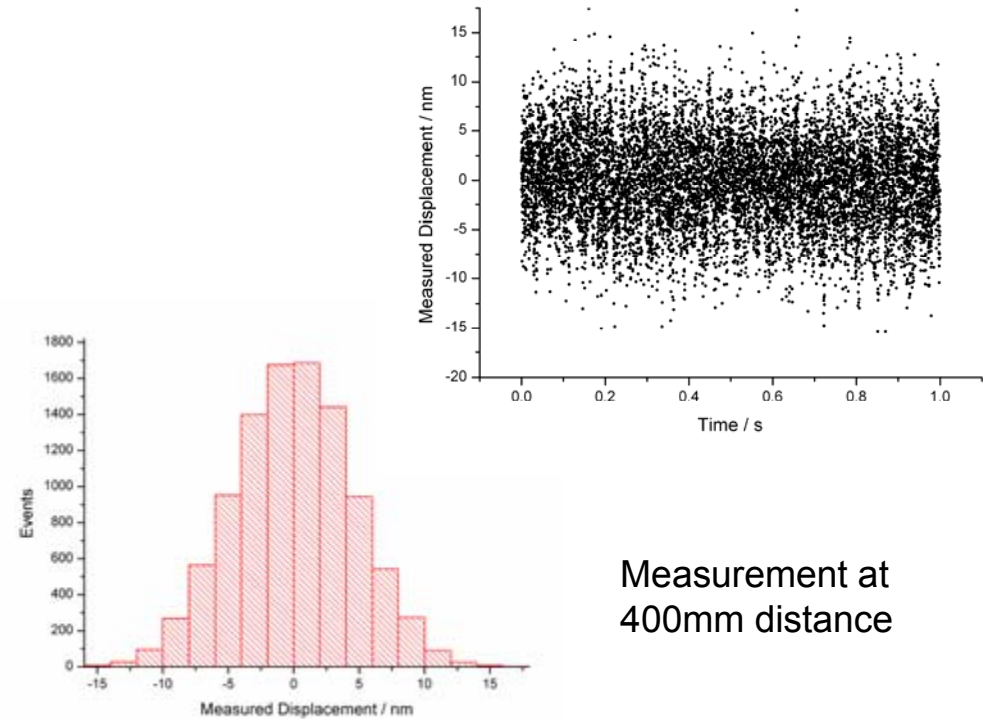 15
10
5
0
-5
-10
-15
-20
Measured Displacement / nm
0.0 0.2 0.4 0.6 0.8 1.0
Time / s
1800
1600
1400
1200
1000
800
600
400
200
0
Events
-15 -10 -5 0 5 10 15
Measured Displacement / nm
Measurement at
400mm distance